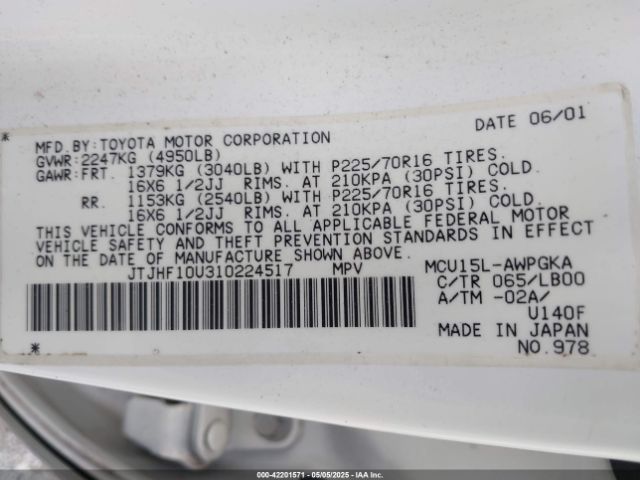 * DATE 06/01
MFD.BY:TOYOTA MOTOR CORPORATION
GVWR:2247KG (4950LB)
GAWR:FRT. 1379KG (3040LB) WITH P225/70R16 TIRES.
16X6 1/2JJ RIMS. AT 210KPA (30PSI) COLD.
RR. 1153KG (2540LB) WITH P225/70R16 TIRES.
16X6 1/2JJ RIMS. AT 210KPA (30PSI) COLD.
THIS VEHICLE CONFORMS TO ALL APPLICABLE FEDERAL MOTOR
VEHICLE SAFETY AND THEFT PREVENTION STANDARDS IN EFFECT
ON THE DATE OF MANUFACTURE SHOWN ABOVE.
JTJHF10U310224517 MPV MCU15L-AWPGKA
C/TR 065/LB00
A/TM -02A/
U140F
MADE IN JAPAN
* NO.978
000-42201571 - 05/05/2025 - IAA Inc.